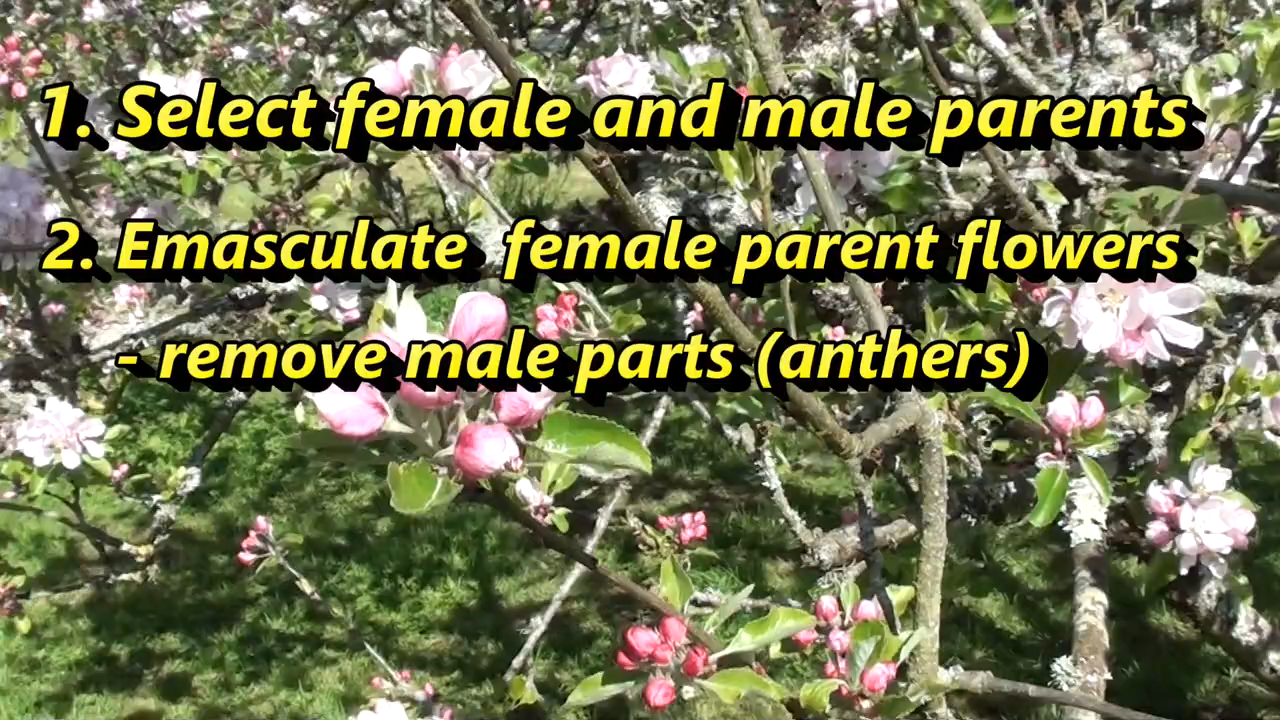 1. Select female and male parents
2. Emasculate  female parent flowers
- remove male parts (anthers)